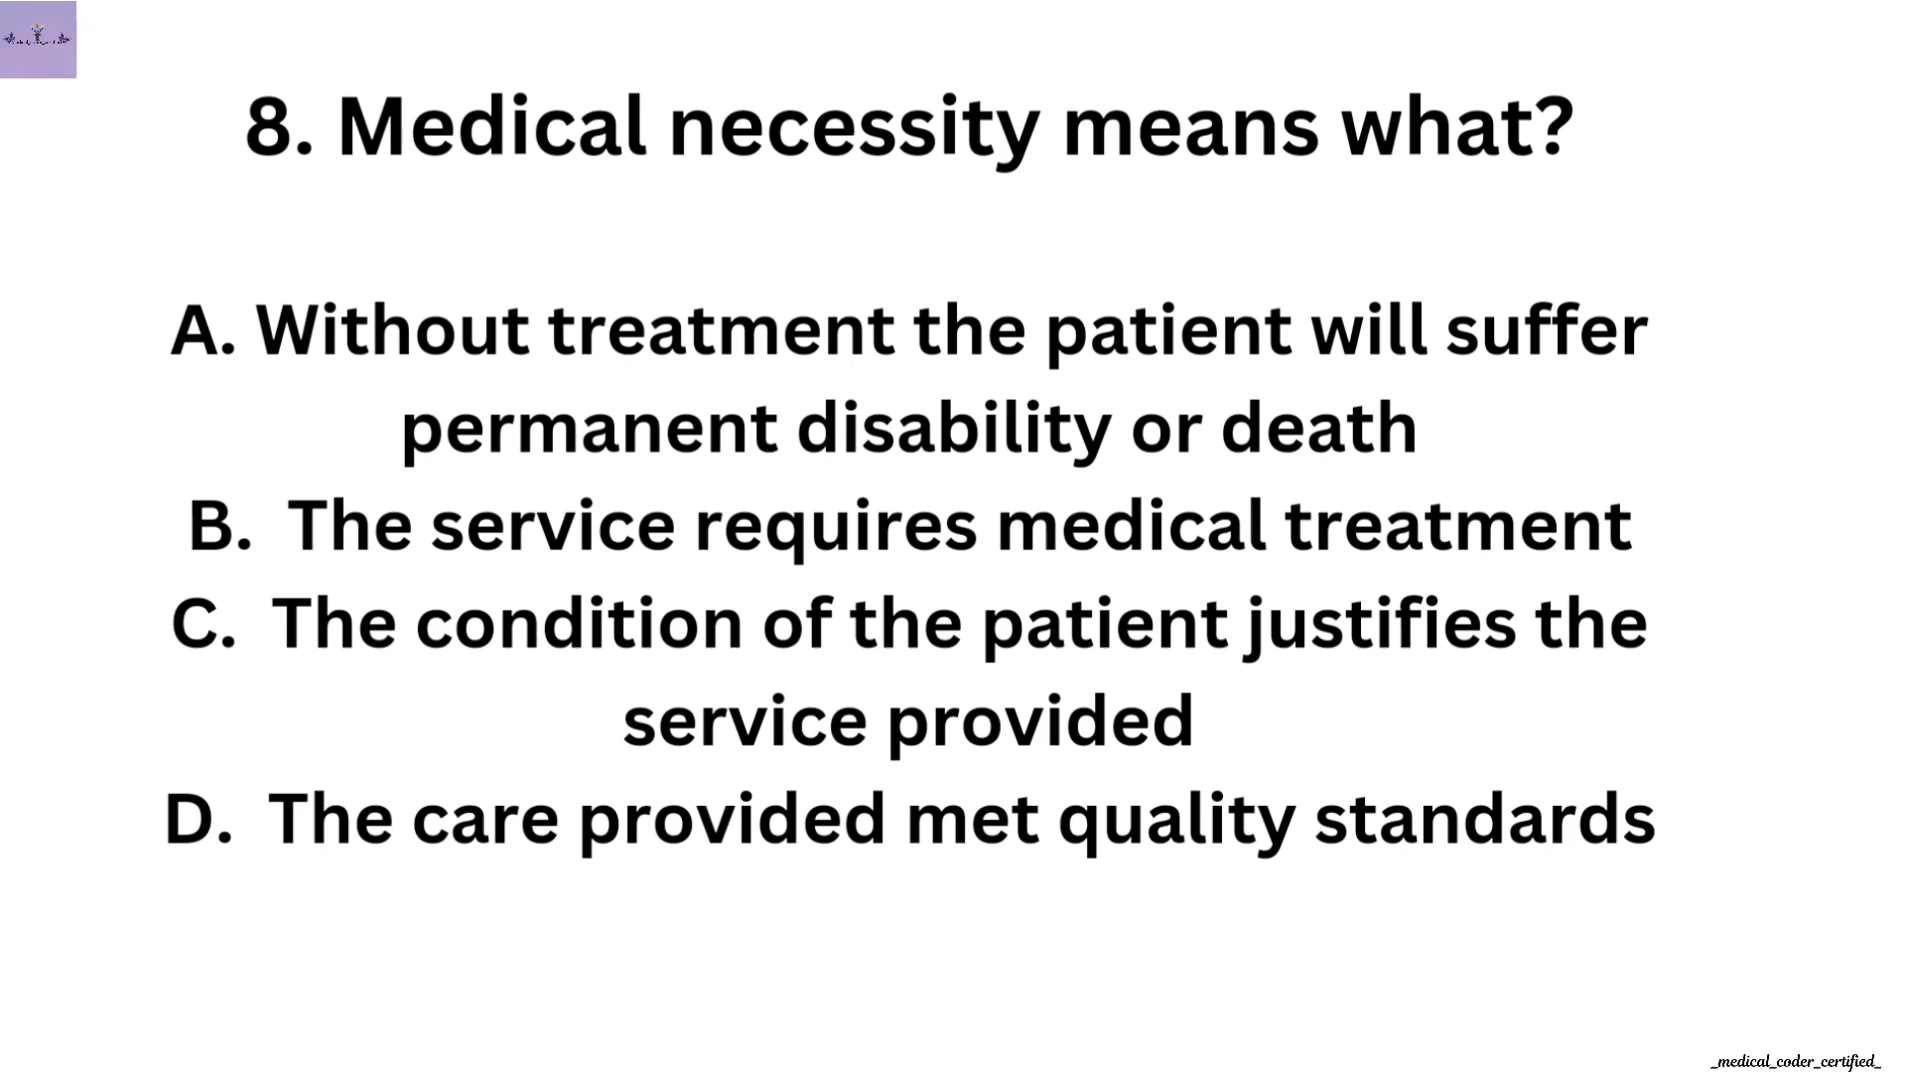 8. Medical necessity means what?
A. Without treatment the patient will suffer
permanent disability or death
B. The service requires medical treatment
C. The condition of the patient justifies the
service provided
D. The care provided met quality standards
_medical_coder_certified_